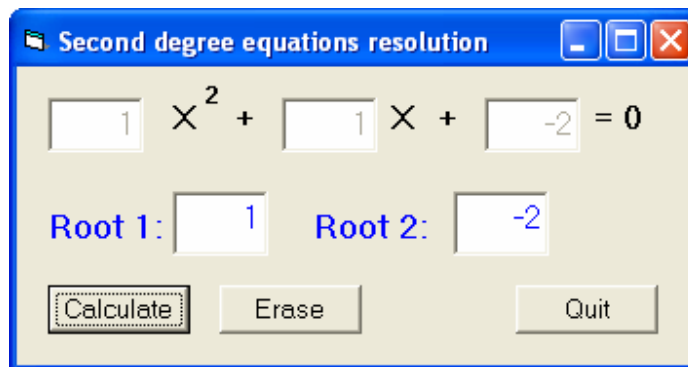 Second degree equations resolution
1 X² + 1 X + -2 = 0
Root 1: 1 Root 2: -2
Calculate Erase Quit